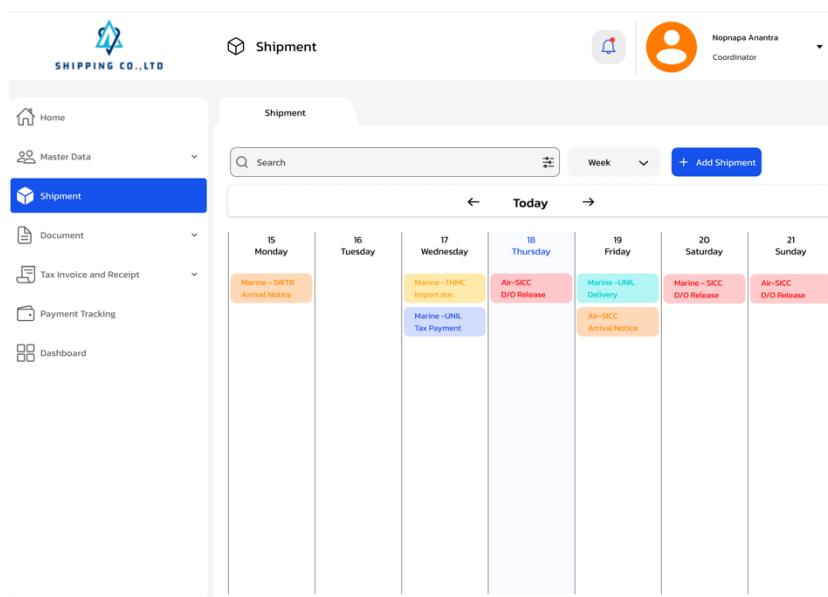 SHIPPING CO.,LTD
Shipment
Nopnapa Anantra
Coordinator
Home
Master Data
Shipment
Document
Tax Invoice and Receipt
Payment Tracking
Dashboard
Shipment
Search
Week
+ Add Shipment
← Today →
15
Monday
16
Tuesday
17
Wednesday
18
Thursday
19
Friday
20
Saturday
21
Sunday
Marine - SWTR
Arrival Notice
Marine -THMC
Import doc.
Marine -UNIL
Tax Payment
Air-SICC
D/O Release
Marine -UNIL
Delivery
Air-SICC
Arrival Notice
Marine - SICC
D/O Release
Air-SICC
D/O Release